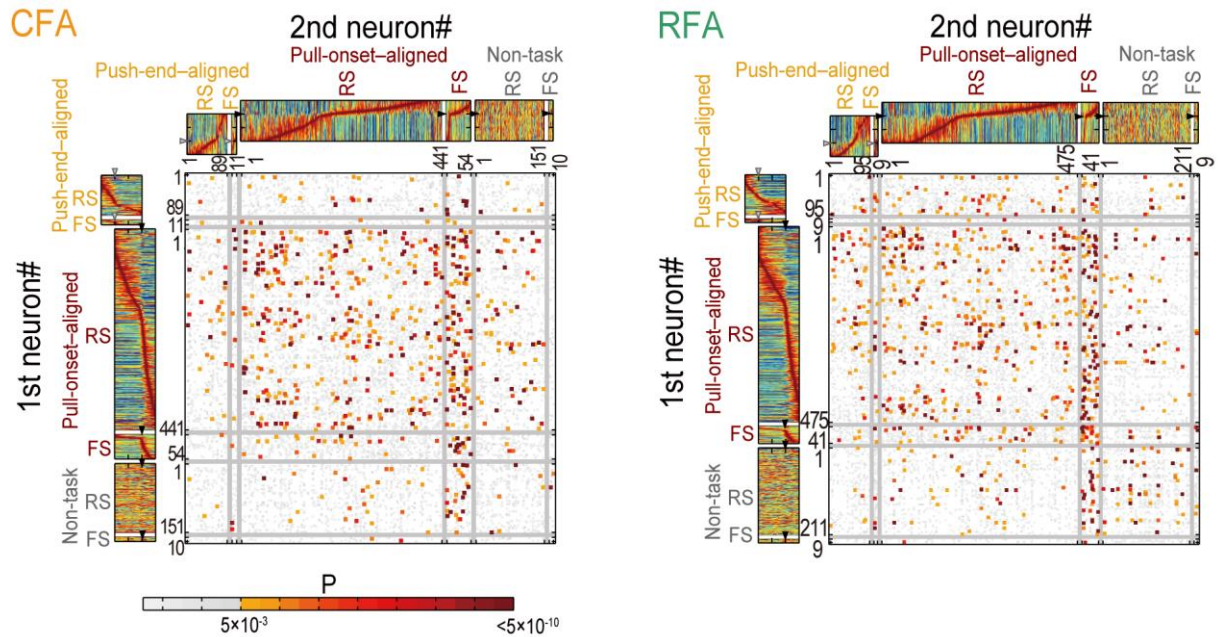 CFA
2nd neuron#
Pull-onset–aligned
Non-task
Push-end–aligned
RS
FS
RS
FS
RS
FS
1
89
11
1
441
54
1
151
10
Push-end–aligned
RS
FS
Pull-onset–aligned
RS
FS
Non-task
RS
FS
1st neuron#
1
89
11
1
441
54
1
151
10
P
5×10-3
<5×10-10
RFA
2nd neuron#
Pull-onset–aligned
Non-task
Push-end–aligned
RS
FS
RS
FS
RS
FS
1
95
9
1
475
41
1
211
9
Push-end–aligned
RS
FS
Pull-onset–aligned
RS
FS
Non-task
RS
FS
1st neuron#
1
95
9
1
475
41
1
211
9